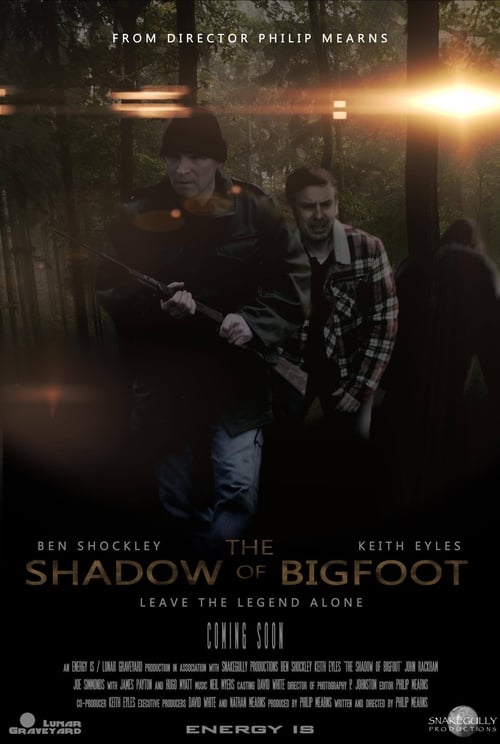 FROM DIRECTOR PHILIP MEARNS
BEN SHOCKLEY
THE
KEITH EYLES
SHADOW OF BIGFOOT
LEAVE THE LEGEND ALONE
COMING SOON
AN ENERGY IS / LUNAR GRAVEYARD PRODUCTION IN ASSOCIATION WITH SNAKEGULLY PRODUCTIONS BEN SHOCKLEY KEITH EYLES "THE SHADOW OF BIGFOOT" JOHN RACKHAM
JOE SIMMONDS WITH JAMES PAYTON AND HUGO MYATT MUSIC NEIL MYERS CASTING DAVID WHITE DIRECTOR OF PHOTOGRAPHY P. JOHNSTON EDITOR PHILIP MEARNS
CO-PRODUCER KEITH EYLES EXECUTIVE PRODUCERS DAVID WHITE AND NATHAN MEARNS PRODUCED BY PHILIP MEARNS WRITTEN AND DIRECTED BY PHILIP MEARNS
LUNAR
GRAVEYARD
ENERGY IS
SNAKEGULLY
PRODUCTIONS